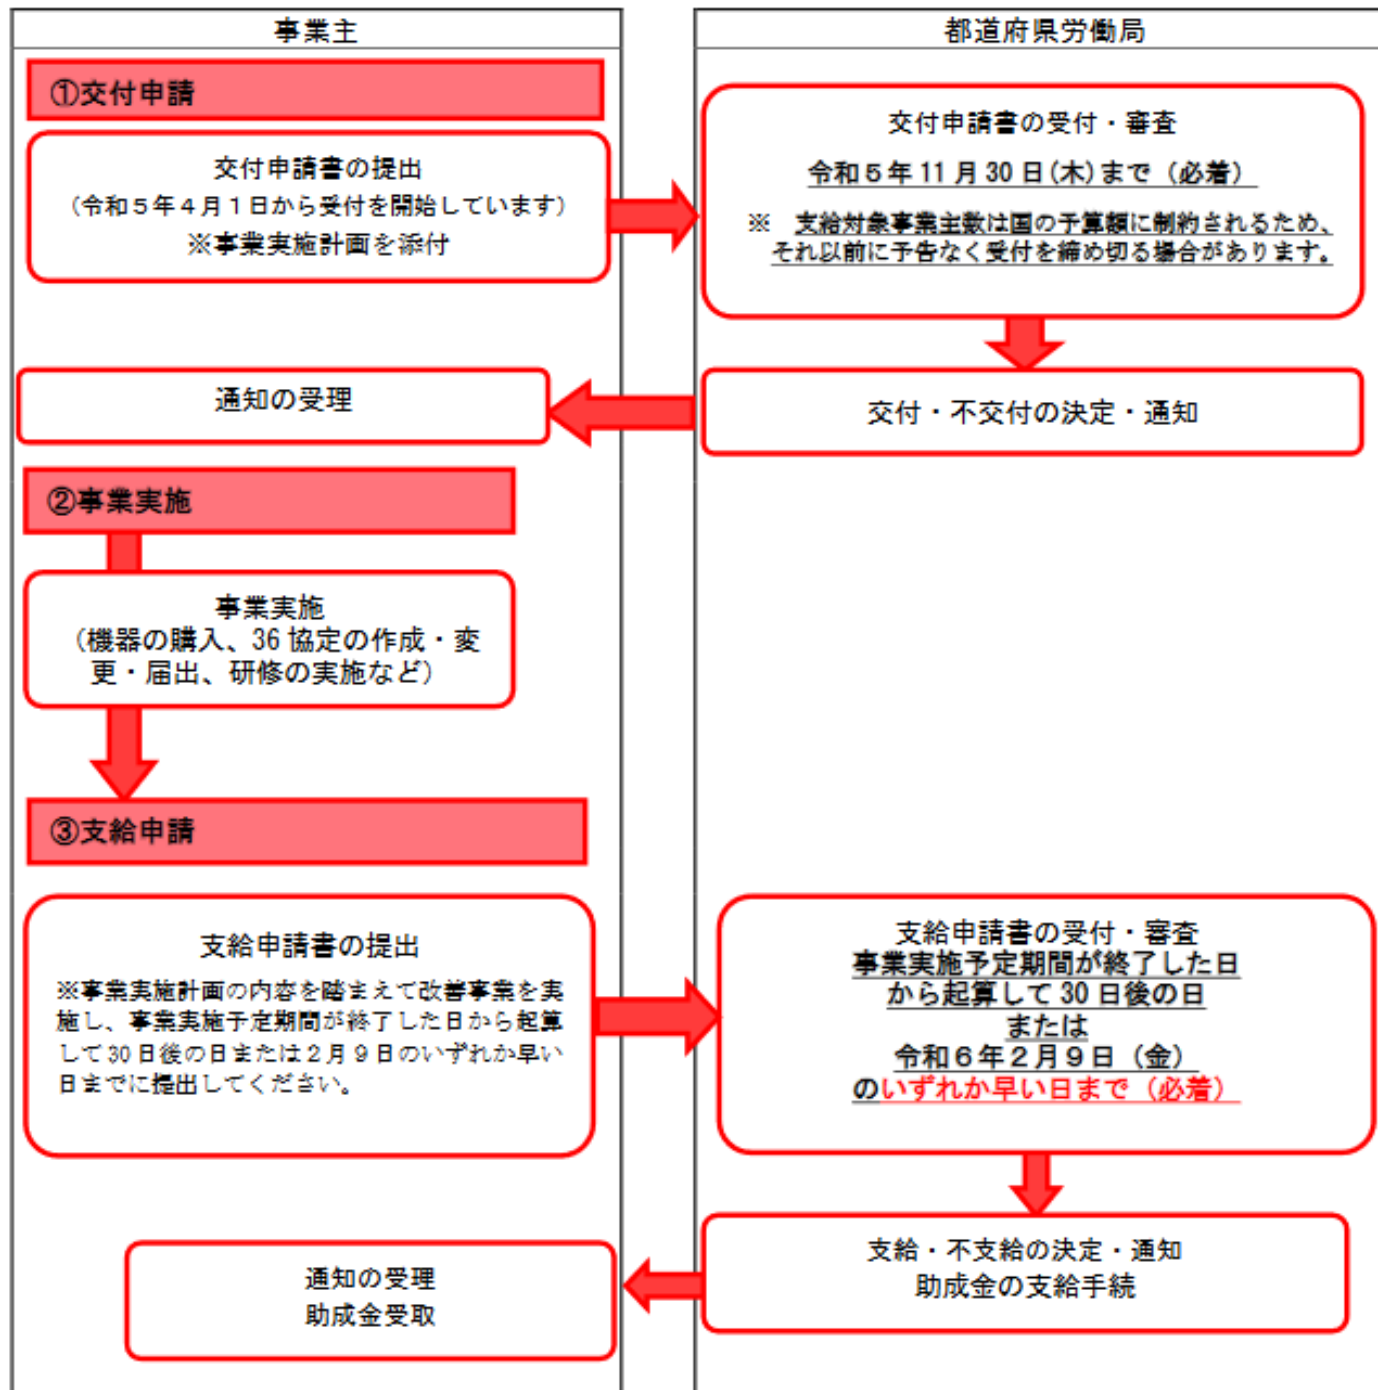 事業主
都道府県労働局
①交付申請
交付申請書の提出
（令和５年４月１日から受付を開始しています）
※事業実施計画を添付
交付申請書の受付・審査
令和５年 11 月 30 日(木)まで（必着）
※　支給対象事業主数は国の予算額に制約されるため、
それ以前に予告なく受付を締め切る場合があります。
通知の受理
交付・不交付の決定・通知
②事業実施
事業実施
（機器の購入、36 協定の作成・変
更・届出、研修の実施など）
③支給申請
支給申請書の提出
※事業実施計画の内容を踏まえて改善事業を実
施し、事業実施予定期間が終了した日から起算
して 30 日後の日または２月９日のいずれか早い
日までに提出してください。
支給申請書の受付・審査
事業実施予定期間が終了した日
から起算して 30 日後の日
または
令和６年２月９日（金）
のいずれか早い日まで（必着）
支給・不支給の決定・通知
助成金の支給手続
通知の受理
助成金受取